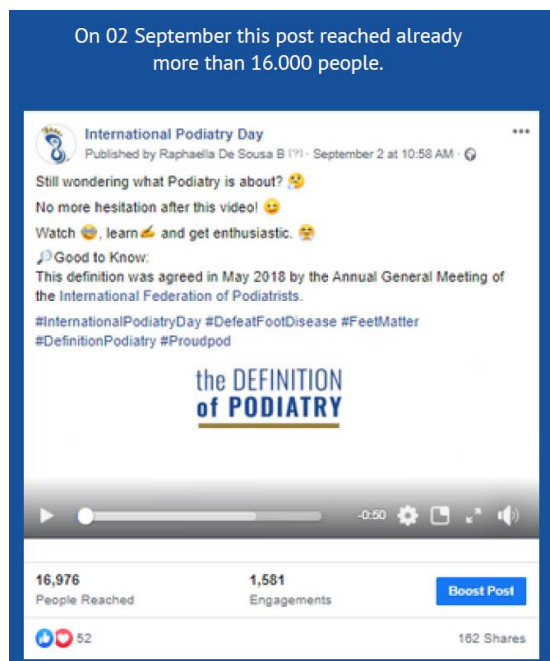 On 02 September this post reached already
more than 16.000 people.
International Podiatry Day
Published by Raphaella De Sousa B [?] · September 2 at 10:58 AM ·
Still wondering what Podiatry is about? 🤔
No more hesitation after this video! 😀
Watch 🤓, learn ✍ and get enthusiastic. 🤗
🔎Good to Know:
This definition was agreed in May 2018 by the Annual General Meeting of
the International Federation of Podiatrists.
#InternationalPodiatryDay #DefeatFootDisease #FeetMatter
#DefinitionPodiatry #Proudpod
the DEFINITION
of PODIATRY
-0:50
16,976 1,581 Boost Post
People Reached Engagements
52 162 Shares